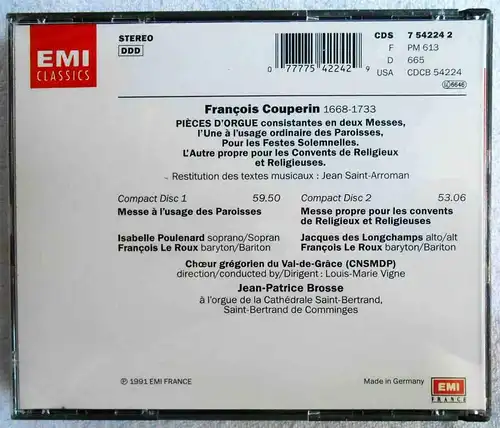 EMI
CLASSICS
STEREO
DDD
0 77775 42242 9
CDS 7 54224 2
F PM 613
D 665
USA CDCB 54224
François Couperin 1668-1733
PIÈCES D'ORGUE consistantes en deux Messes,
l'Une à l'usage ordinaire des Paroisses,
Pour les Festes Solemnelles.
L'Autre propre pour les Convents de Religieux
et Religieuses.
Restitution des textes musicaux : Jean Saint-Arroman
Compact Disc 1 59.50
Messe à l'usage des Paroisses
Isabelle Poulenard soprano/Sopran
François Le Roux baryton/Bariton
Compact Disc 2 53.06
Messe propre pour les convents
de Religieux et Religieuses
Jacques des Longchamps alto/alt
François Le Roux baryton/Bariton
Chœur grégorien du Val-de-Grâce (CNSMDP)
direction/conducted by/Dirigent : Louis-Marie Vigne
Jean-Patrice Brosse
à l'orgue de la Cathédrale Saint-Bertrand,
Saint-Bertrand de Comminges
℗ 1991 EMI FRANCE
Made in Germany
EMI
FRANCE